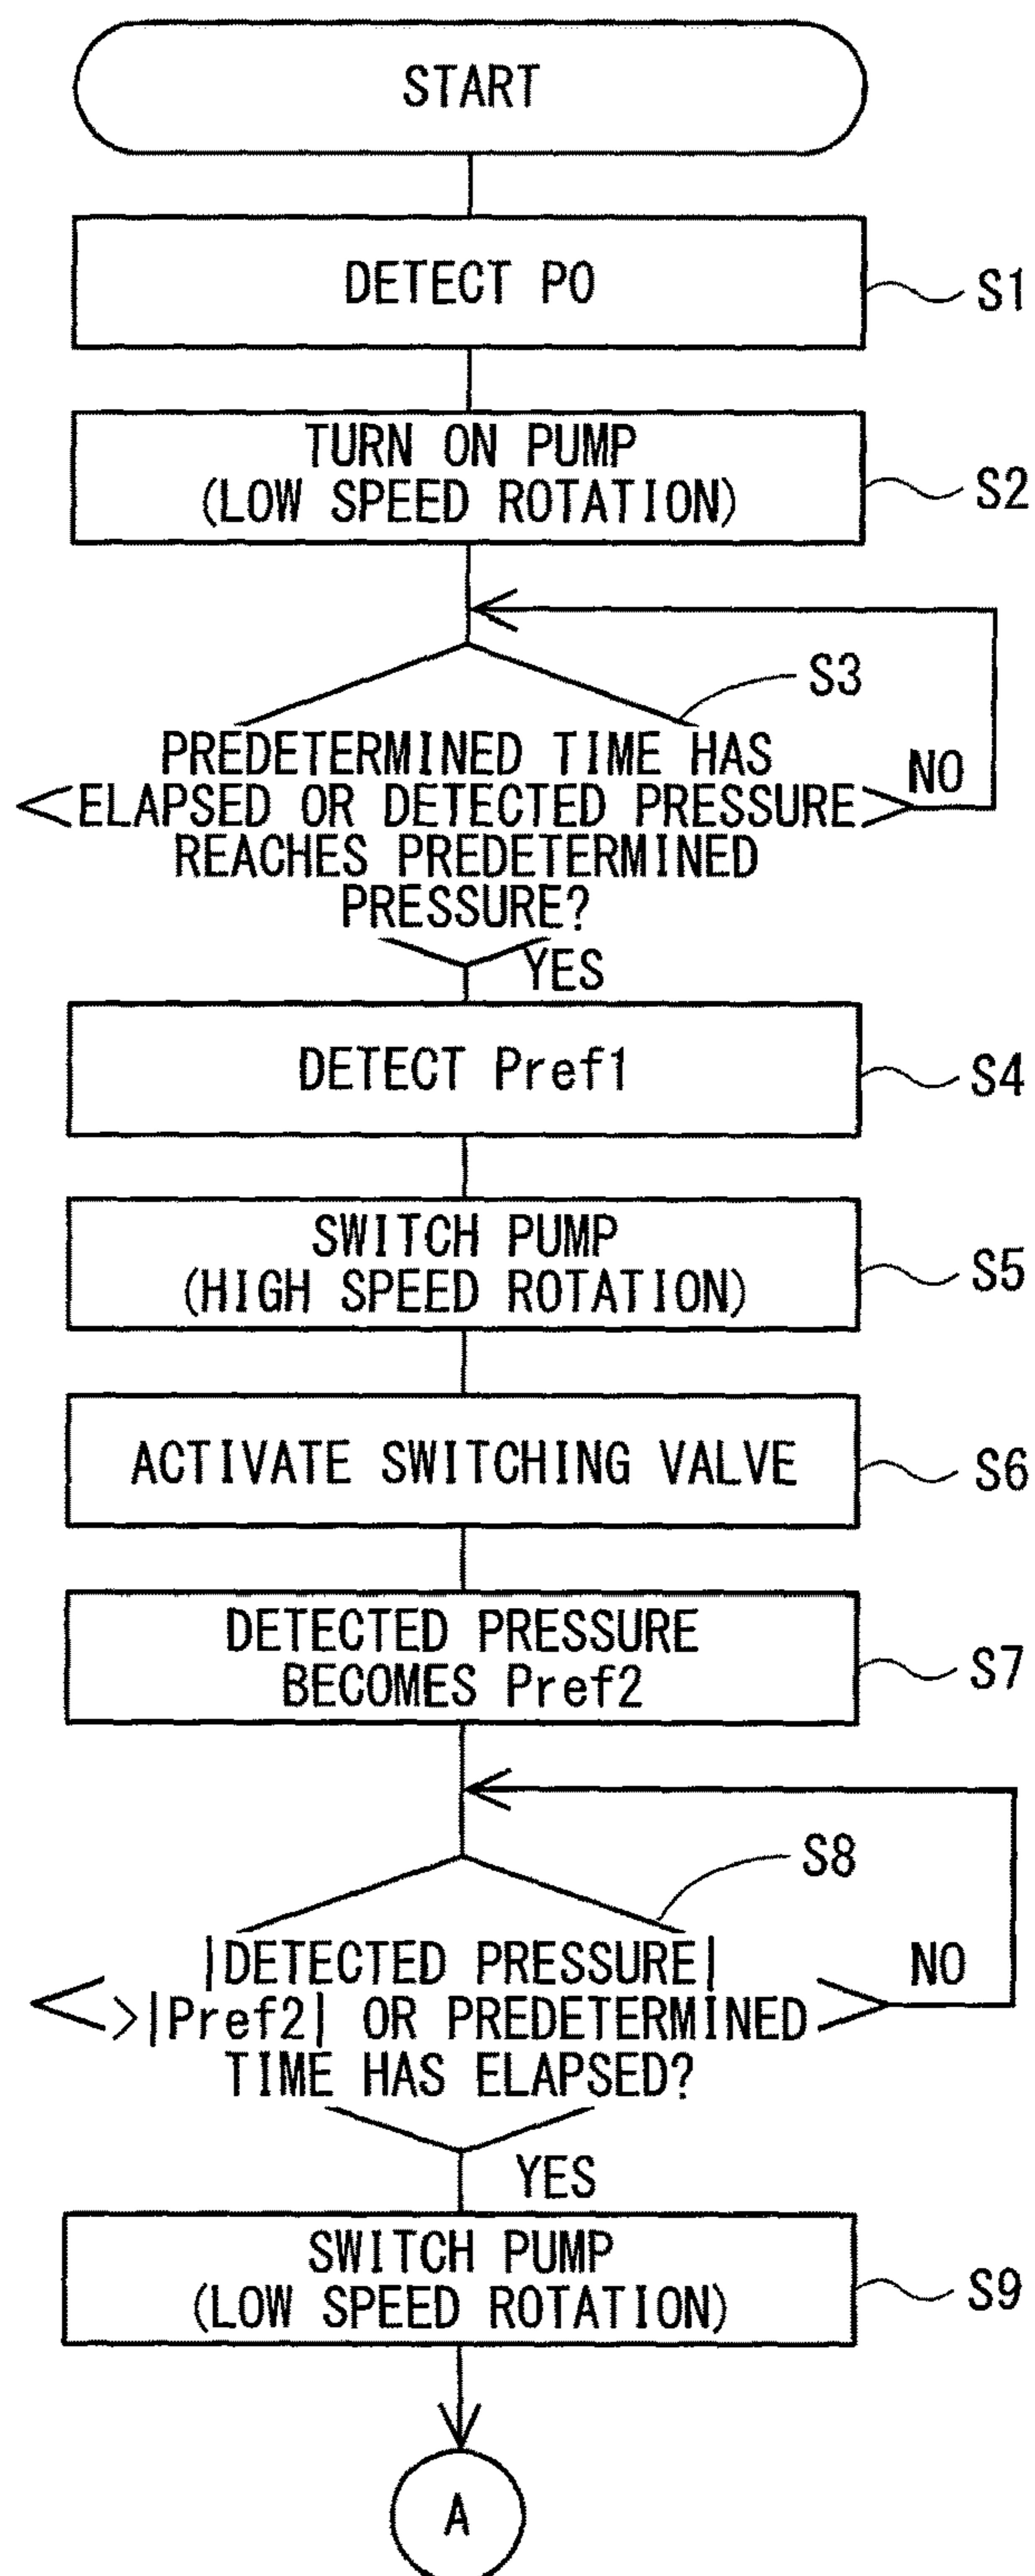 START
DETECT P0
S1
TURN ON PUMP
(LOW SPEED ROTATION)
S2
S3
PREDETERMINED TIME HAS
ELAPSED OR DETECTED PRESSURE
REACHES PREDETERMINED
PRESSURE?
NO
YES
DETECT Pref1
S4
SWITCH PUMP
(HIGH SPEED ROTATION)
S5
ACTIVATE SWITCHING VALVE
S6
DETECTED PRESSURE
BECOMES Pref2
S7
S8
|DETECTED PRESSURE|
>|Pref2| OR PREDETERMINED
TIME HAS ELAPSED?
NO
YES
SWITCH PUMP
(LOW SPEED ROTATION)
S9
A